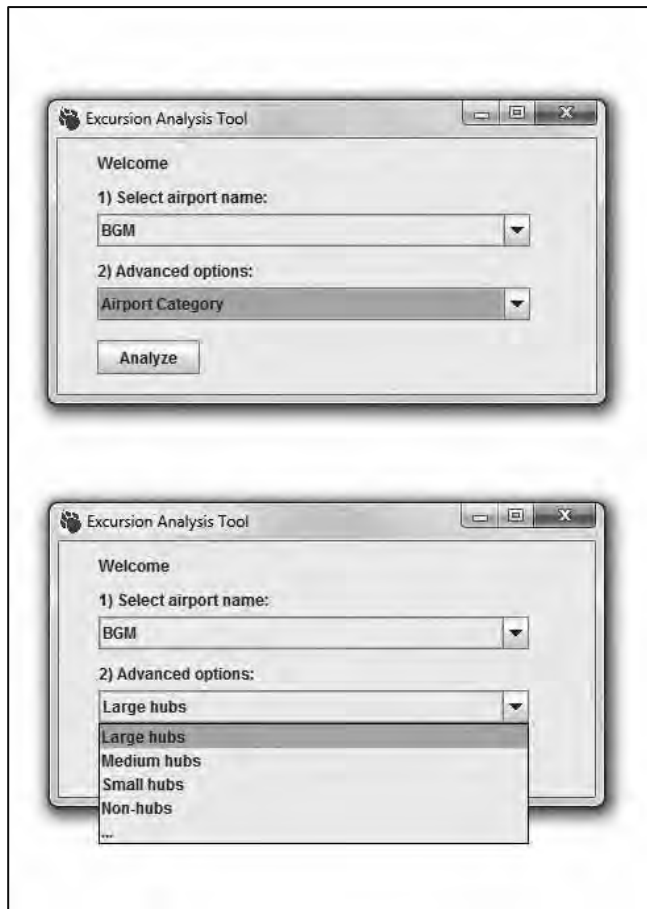 Excursion Analysis Tool
Welcome
1) Select airport name:
BGM
2) Advanced options:
Airport Category
Analyze
Excursion Analysis Tool
Welcome
1) Select airport name:
BGM
2) Advanced options:
Large hubs
Large hubs
Medium hubs
Small hubs
Non-hubs
...